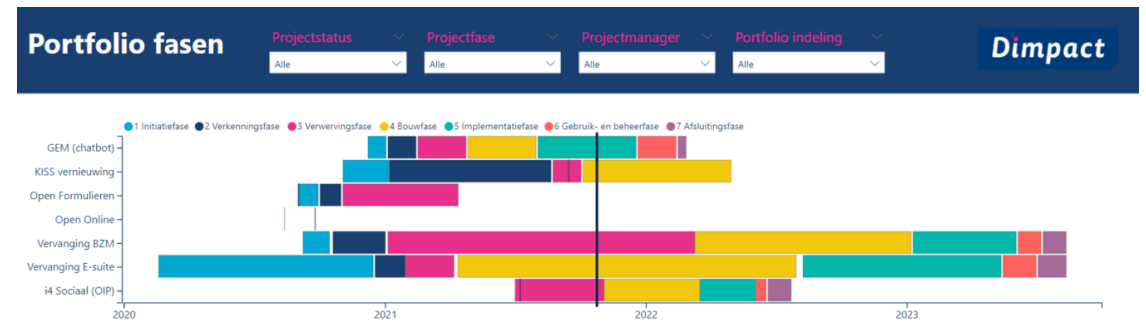 Portfolio fasen
Projectstatus Projectfase Projectmanager Portfolio indeling
Alle Alle Alle Alle
Dimpact
1 Initiatiefase 2 Verkenningsfase 3 Verwervingsfase 4 Bouwfase 5 Implementatiefase 6 Gebruik- en beheerfase 7 Afsluitingsfase
GEM (chatbot)
KISS vernieuwing
Open Formulieren
Open Online
Vervanging BZM
Vervanging E-suite
i4 Sociaal (OIP)
2020 2021 2022 2023